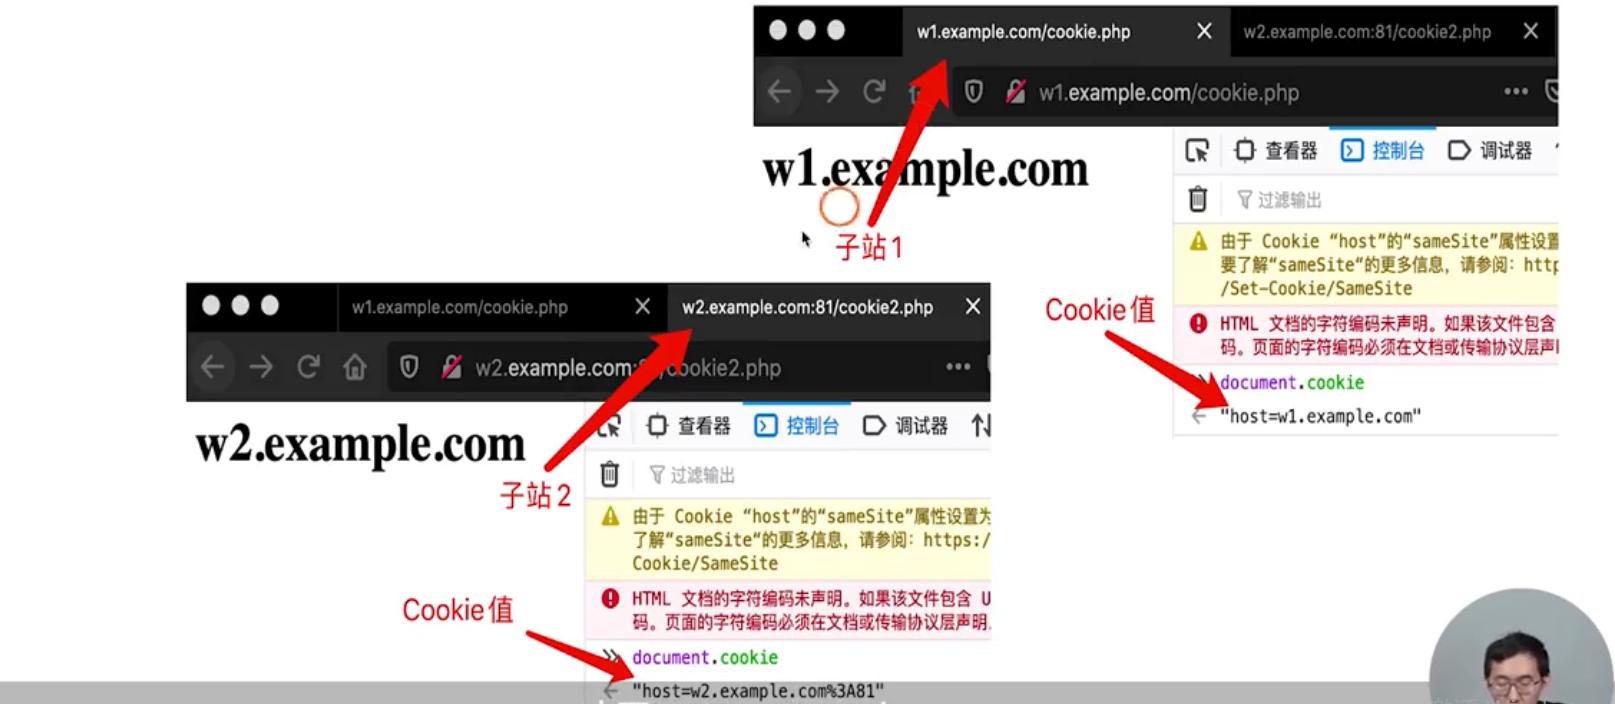 w1.example.com/cookie.php
w2.example.com:81/cookie2.php
w1.example.com/cookie.php
w1.example.com
查看器
控制台
调试器
过滤输出
子站1
由于 Cookie “host”的“sameSite”属性设置
要了解“sameSite“的更多信息，请参阅：http
/Set-Cookie/SameSite
Cookie值
HTML 文档的字符编码未声明。如果该文件包含
码。页面的字符编码必须在文档或传输协议层声明
document.cookie
"host=w1.example.com"
w1.example.com/cookie.php
w2.example.com:81/cookie2.php
w2.example.com:8 /cookie2.php
w2.example.com
查看器
控制台
调试器
过滤输出
子站2
由于 Cookie “host”的“sameSite”属性设置为
了解“sameSite“的更多信息，请参阅：https:/
Cookie/SameSite
HTML 文档的字符编码未声明。如果该文件包含 U
码。页面的字符编码必须在文档或传输协议层声明
Cookie值
document.cookie
"host=w2.example.com%3A81"